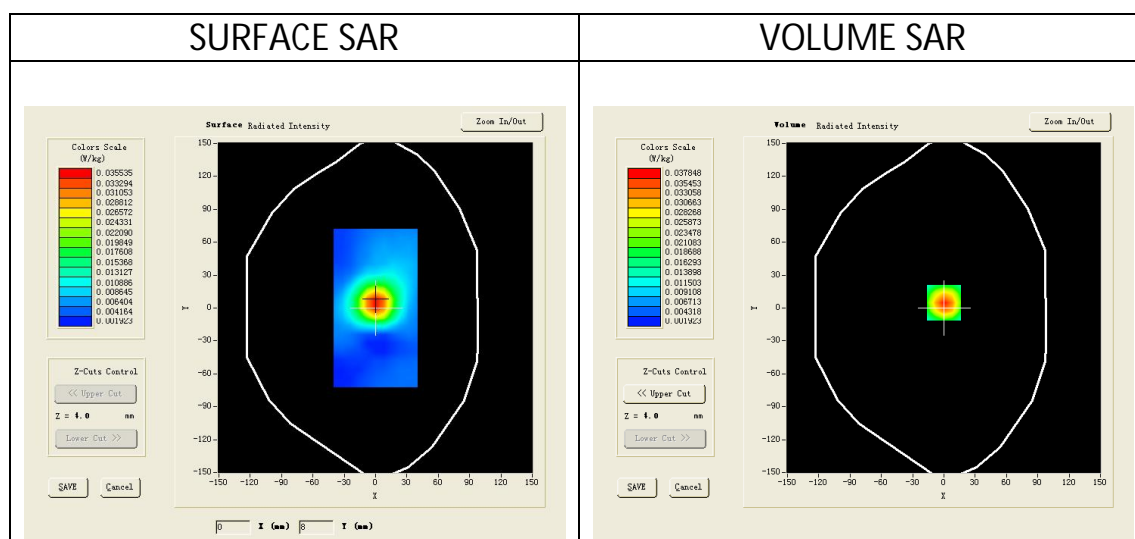 SURFACE SAR
VOLUME SAR
Surface Radiated Intensity
Zoom In/Out
Colors Scale
(W/kg)
0.035535
0.033294
0.031053
0.028812
0.026572
0.024331
0.022090
0.019849
0.017608
0.015368
0.013127
0.010886
0.008645
0.006404
0.004164
0.001923
150
120
90
60
30
0
-30
-60
-90
-120
-150
Y
-150 -120 -90 -60 -30 0 30 60 90 120 150
X
Z-Cuts Control
<< Upper Cut
Z = 4.0 mm
Lower Cut >>
SAVE Cancel
0 X (mm) 8 Y (mm)
Volume Radiated Intensity
Zoom In/Out
Colors Scale
(W/kg)
0.037848
0.035453
0.033058
0.030663
0.028268
0.025873
0.023478
0.021083
0.018688
0.016293
0.013898
0.011503
0.009108
0.006713
0.004318
0.001923
150
120
90
60
30
0
-30
-60
-90
-120
-150
Y
-150 -120 -90 -60 -30 0 30 60 90 120 150
X
Z-Cuts Control
<< Upper Cut
Z = 4.0 mm
Lower Cut >>
SAVE Cancel